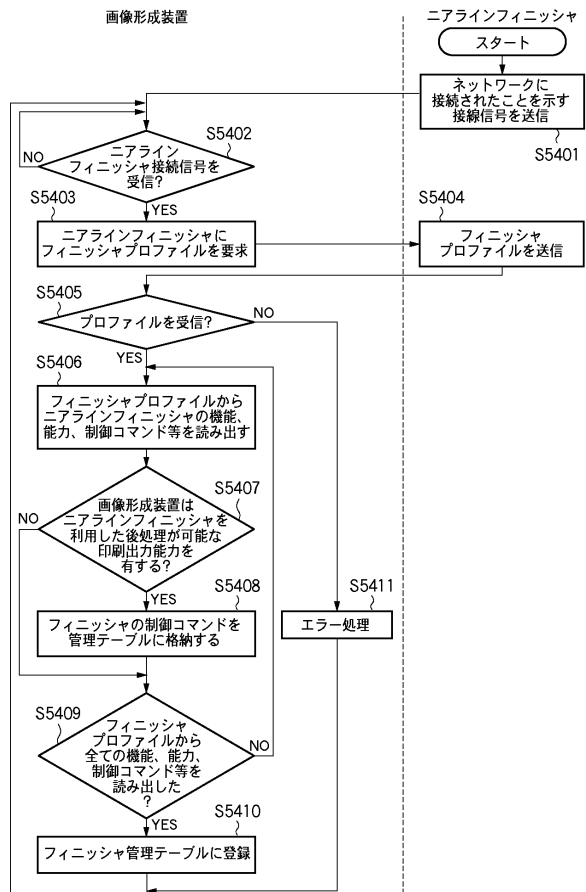 画像形成装置
ニアラインフィニッシャ
スタート
ネットワークに
接続されたことを示す
接線信号を送信
S5401
S5402
ニアライン
フィニッシャ接続信号を
受信?
NO
YES
S5403
ニアラインフィニッシャに
フィニッシャプロファイルを要求
S5404
フィニッシャ
プロファイルを送信
S5405
プロファイルを受信?
NO
YES
S5406
フィニッシャプロファイルから
ニアラインフィニッシャの機能、
能力、制御コマンド等を読み出す
S5407
画像形成装置は
ニアラインフィニッシャを
利用した後処理が可能な
印刷出力能力を
有する?
NO
YES
S5408
フィニッシャの制御コマンドを
管理テーブルに格納する
S5411
エラー処理
S5409
フィニッシャ
プロファイルから
全ての機能、能力、
制御コマンド等を
読み出した
?
NO
YES
S5410
フィニッシャ管理テーブルに登録